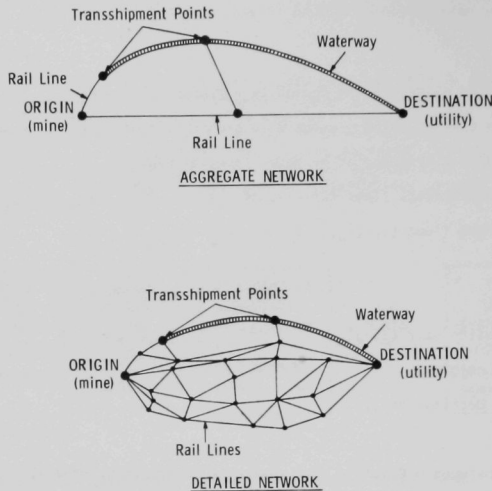 Transshipment Points
Waterway
Rail Line
ORIGIN
(mine)
DESTINATION
(utility)
Rail Line
AGGREGATE NETWORK
Transshipment Points
Waterway
ORIGIN
(mine)
DESTINATION
(utility)
Rail Lines
DETAILED NETWORK